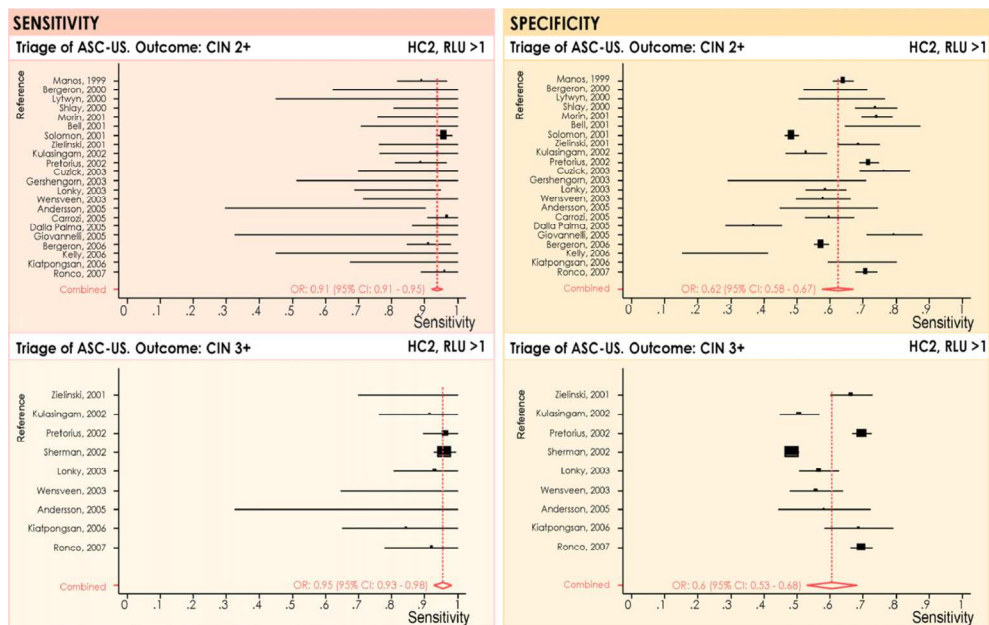 SENSITIVITY
Triage of ASC-US. Outcome: CIN 2+ HC2, RLU >1
Reference
Manos, 1999
Bergeron, 2000
Lytwyn, 2000
Shlay, 2000
Morin, 2001
Bell, 2001
Solomon, 2001
Zielinski, 2001
Kulasingam, 2002
Pretorius, 2002
Cuzick, 2003
Gershengorn, 2003
Lonky, 2003
Wensveen, 2003
Andersson, 2005
Carrozi, 2005
Dalla Palma, 2005
Giovannelli, 2005
Bergeron, 2006
Kelly, 2006
Kiatpongsan, 2006
Ronco, 2007
Combined OR: 0.91 (95% CI: 0.91 - 0.95)
0 .1 .2 .3 .4 .5 .6 .7 .8 .9 1
Sensitivity
Triage of ASC-US. Outcome: CIN 3+ HC2, RLU >1
Reference
Zielinski, 2001
Kulasingam, 2002
Pretorius, 2002
Sherman, 2002
Lonky, 2003
Wensveen, 2003
Andersson, 2005
Kiatpongsan, 2006
Ronco, 2007
Combined OR: 0.95 (95% CI: 0.93 - 0.98)
0 .1 .2 .3 .4 .5 .6 .7 .8 .9 1
Sensitivity
SPECIFICITY
Triage of ASC-US. Outcome: CIN 2+ HC2, RLU >1
Reference
Manos, 1999
Bergeron, 2000
Lytwyn, 2000
Shlay, 2000
Morin, 2001
Bell, 2001
Solomon, 2001
Zielinski, 2001
Kulasingam, 2002
Pretorius, 2002
Cuzick, 2003
Gershengorn, 2003
Lonky, 2003
Wensveen, 2003
Andersson, 2005
Carrozi, 2005
Dalla Palma, 2005
Giovannelli, 2005
Bergeron, 2006
Kelly, 2006
Kiatpongsan, 2006
Ronco, 2007
Combined OR: 0.62 (95% CI: 0.58 - 0.67)
0 .1 .2 .3 .4 .5 .6 .7 .8 .9 1
Sensitivity
Triage of ASC-US. Outcome: CIN 3+ HC2, RLU >1
Reference
Zielinski, 2001
Kulasingam, 2002
Pretorius, 2002
Sherman, 2002
Lonky, 2003
Wensveen, 2003
Andersson, 2005
Kiatpongsan, 2006
Ronco, 2007
Combined OR: 0.6 (95% CI: 0.53 - 0.68)
0 .1 .2 .3 .4 .5 .6 .7 .8 .9 1
Sensitivity